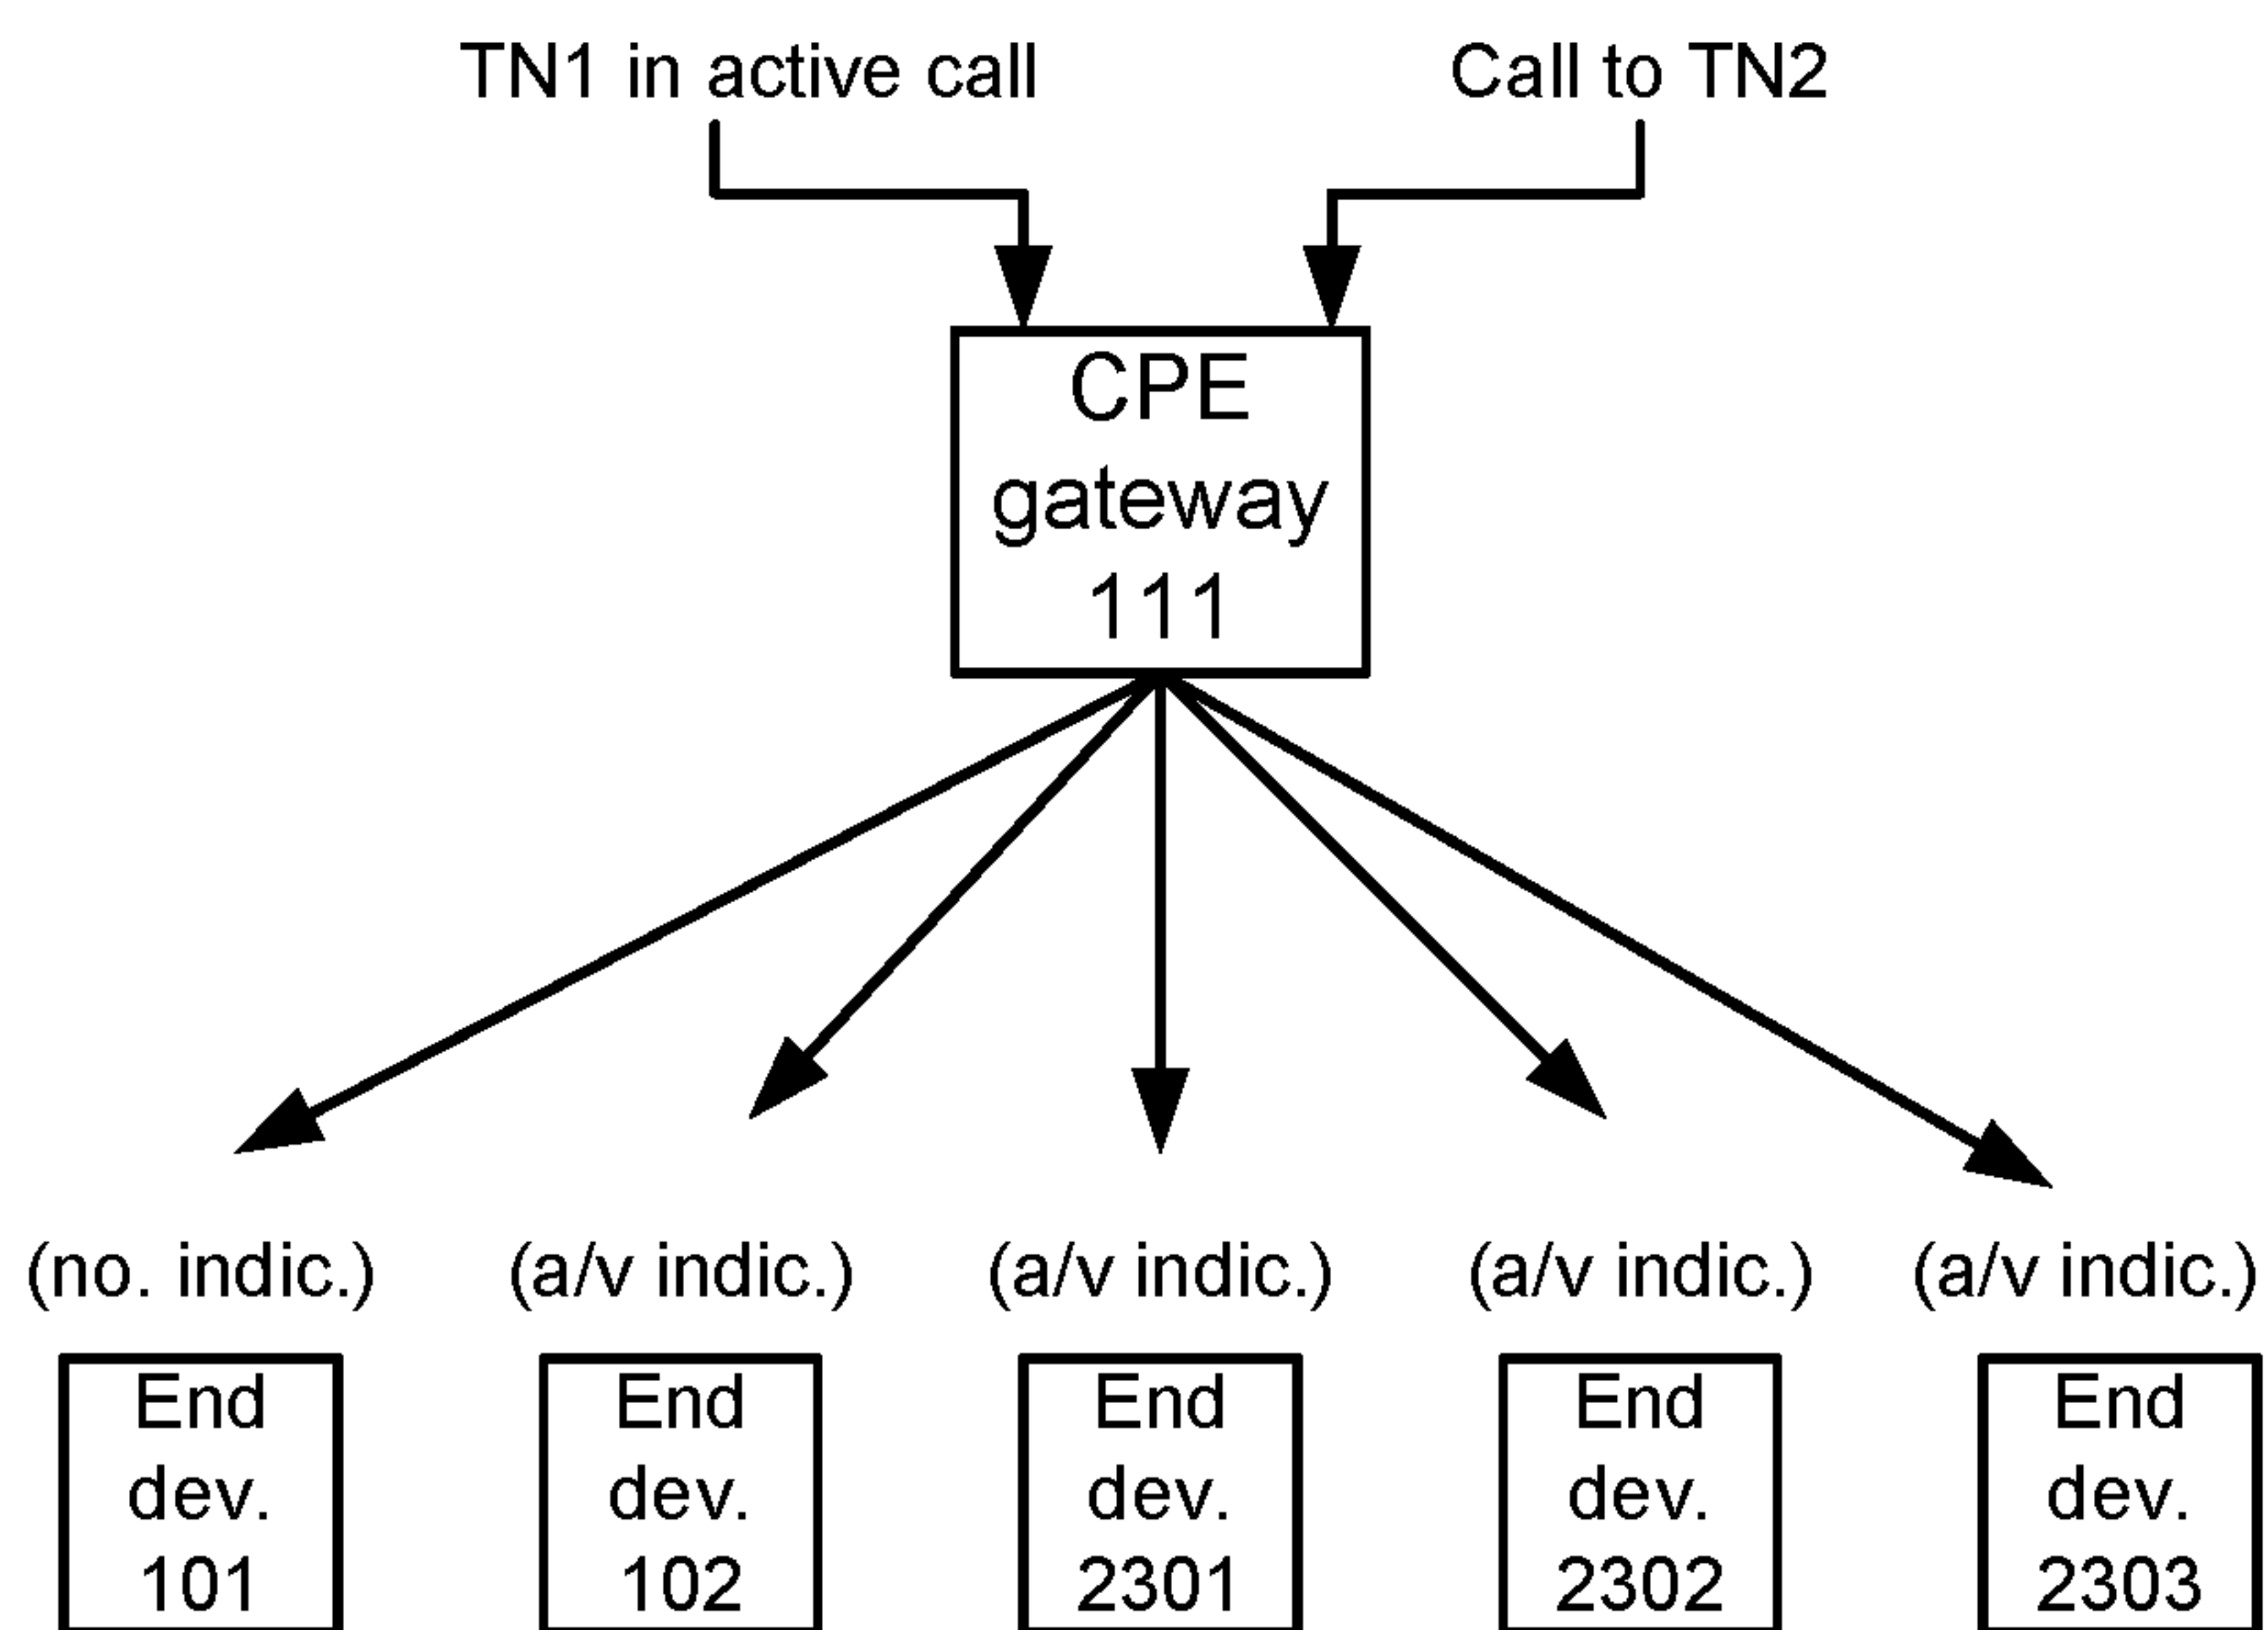 TN1 in active call
Call to TN2
CPE
gateway
111
(no. indic.)
(a/v indic.)
(a/v indic.)
(a/v indic.)
(a/v indic.)
End
dev.
101
End
dev.
102
End
dev.
2301
End
dev.
2302
End
dev.
2303